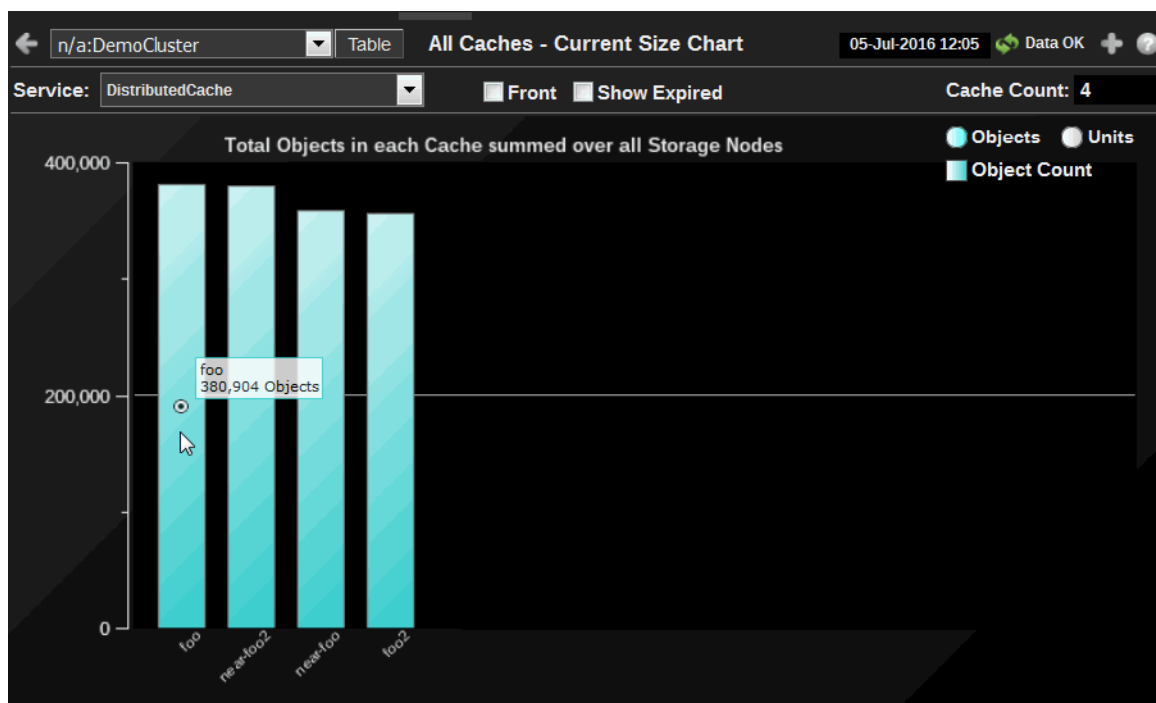 n/a:DemoCluster Table All Caches - Current Size Chart 05-Jul-2016 12:05 Data OK ?
Service: DistributedCache Front Show Expired Cache Count: 4
Total Objects in each Cache summed over all Storage Nodes
Objects Units
Object Count
400,000
foo
380,904 Objects
200,000
0
foo near-foo2 near-foo foo2